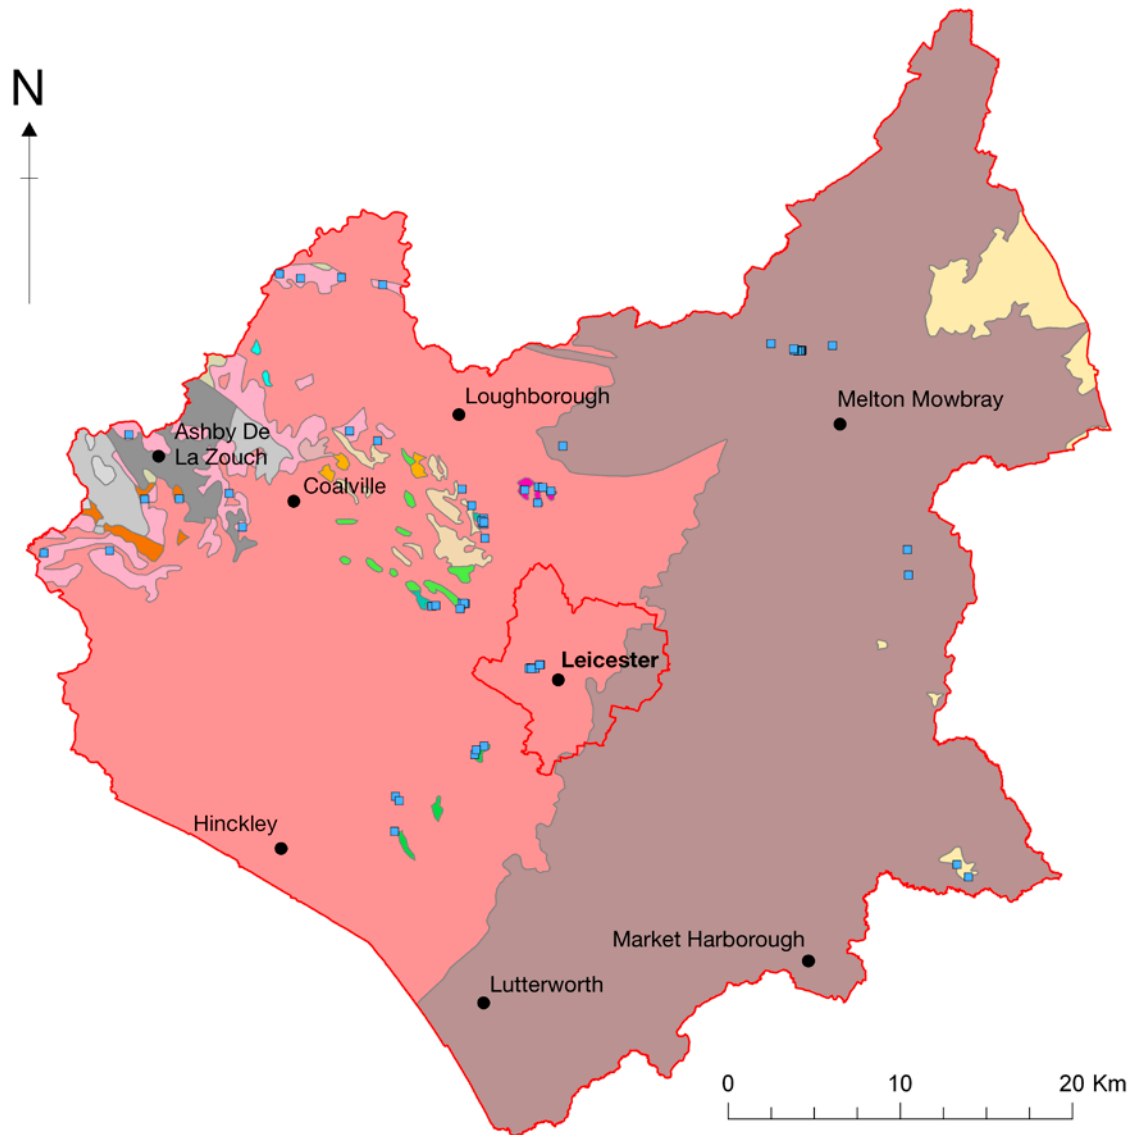 N
Loughborough
Melton Mowbray
Ashby De
La Zouch
Coalville
Leicester
Hinckley
Market Harborough
Lutterworth
0 10 20 Km